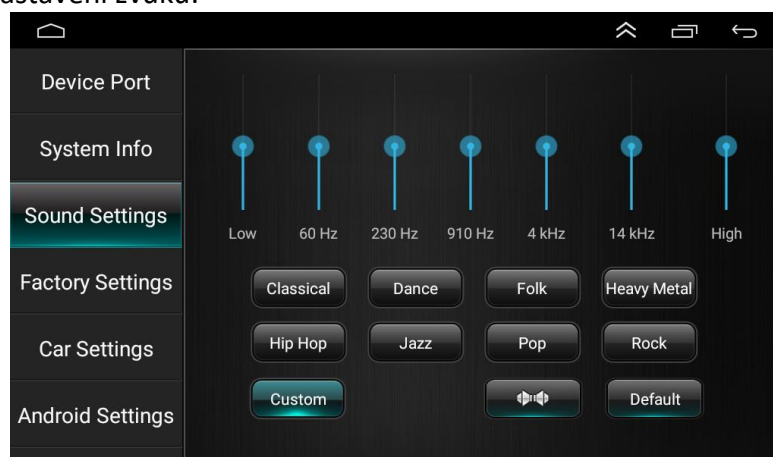 Device Port
System Info
Sound Settings
Factory Settings
Car Settings
Android Settings
Low 60 Hz 230 Hz 910 Hz 4 kHz 14 kHz High
Classical Dance Folk Heavy Metal
Hip Hop Jazz Pop Rock
Custom Default